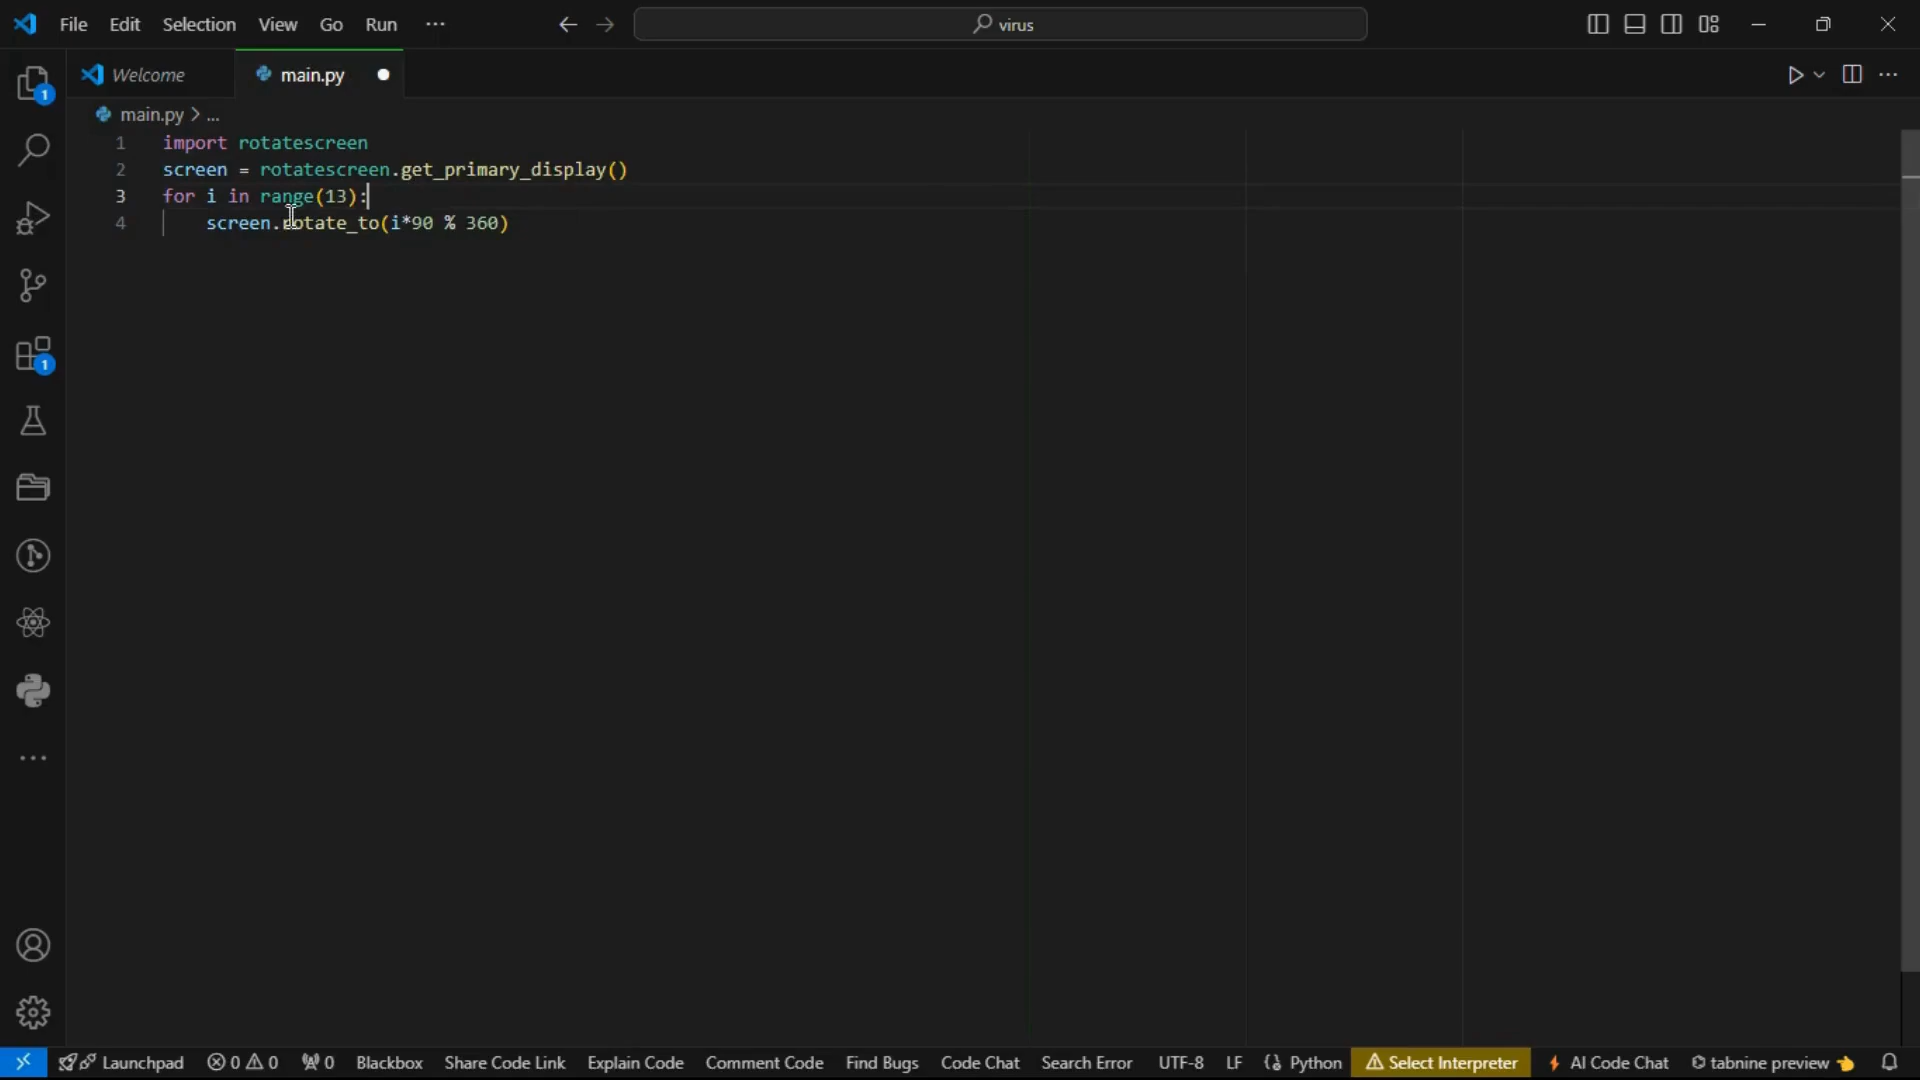 File Edit Selection View Go Run ··· virus
Welcome main.py
main.py > ...
1 import rotatescreen
2 screen = rotatescreen.get_primary_display()
3 for i in range(13):
4 screen.rotate_to(i*90 % 360)
1
1
Launchpad 0 0 0 Blackbox Share Code Link Explain Code Comment Code Find Bugs Code Chat Search Error UTF-8 LF Python Select Interpreter AI Code Chat tabnine preview